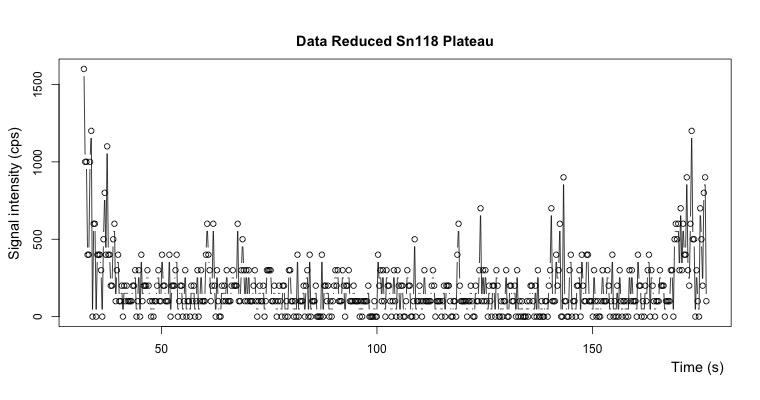 Data Reduced Sn118 Plateau
Signal intensity (cps)
1500
1000
500
0
50
100
150
Time (s)